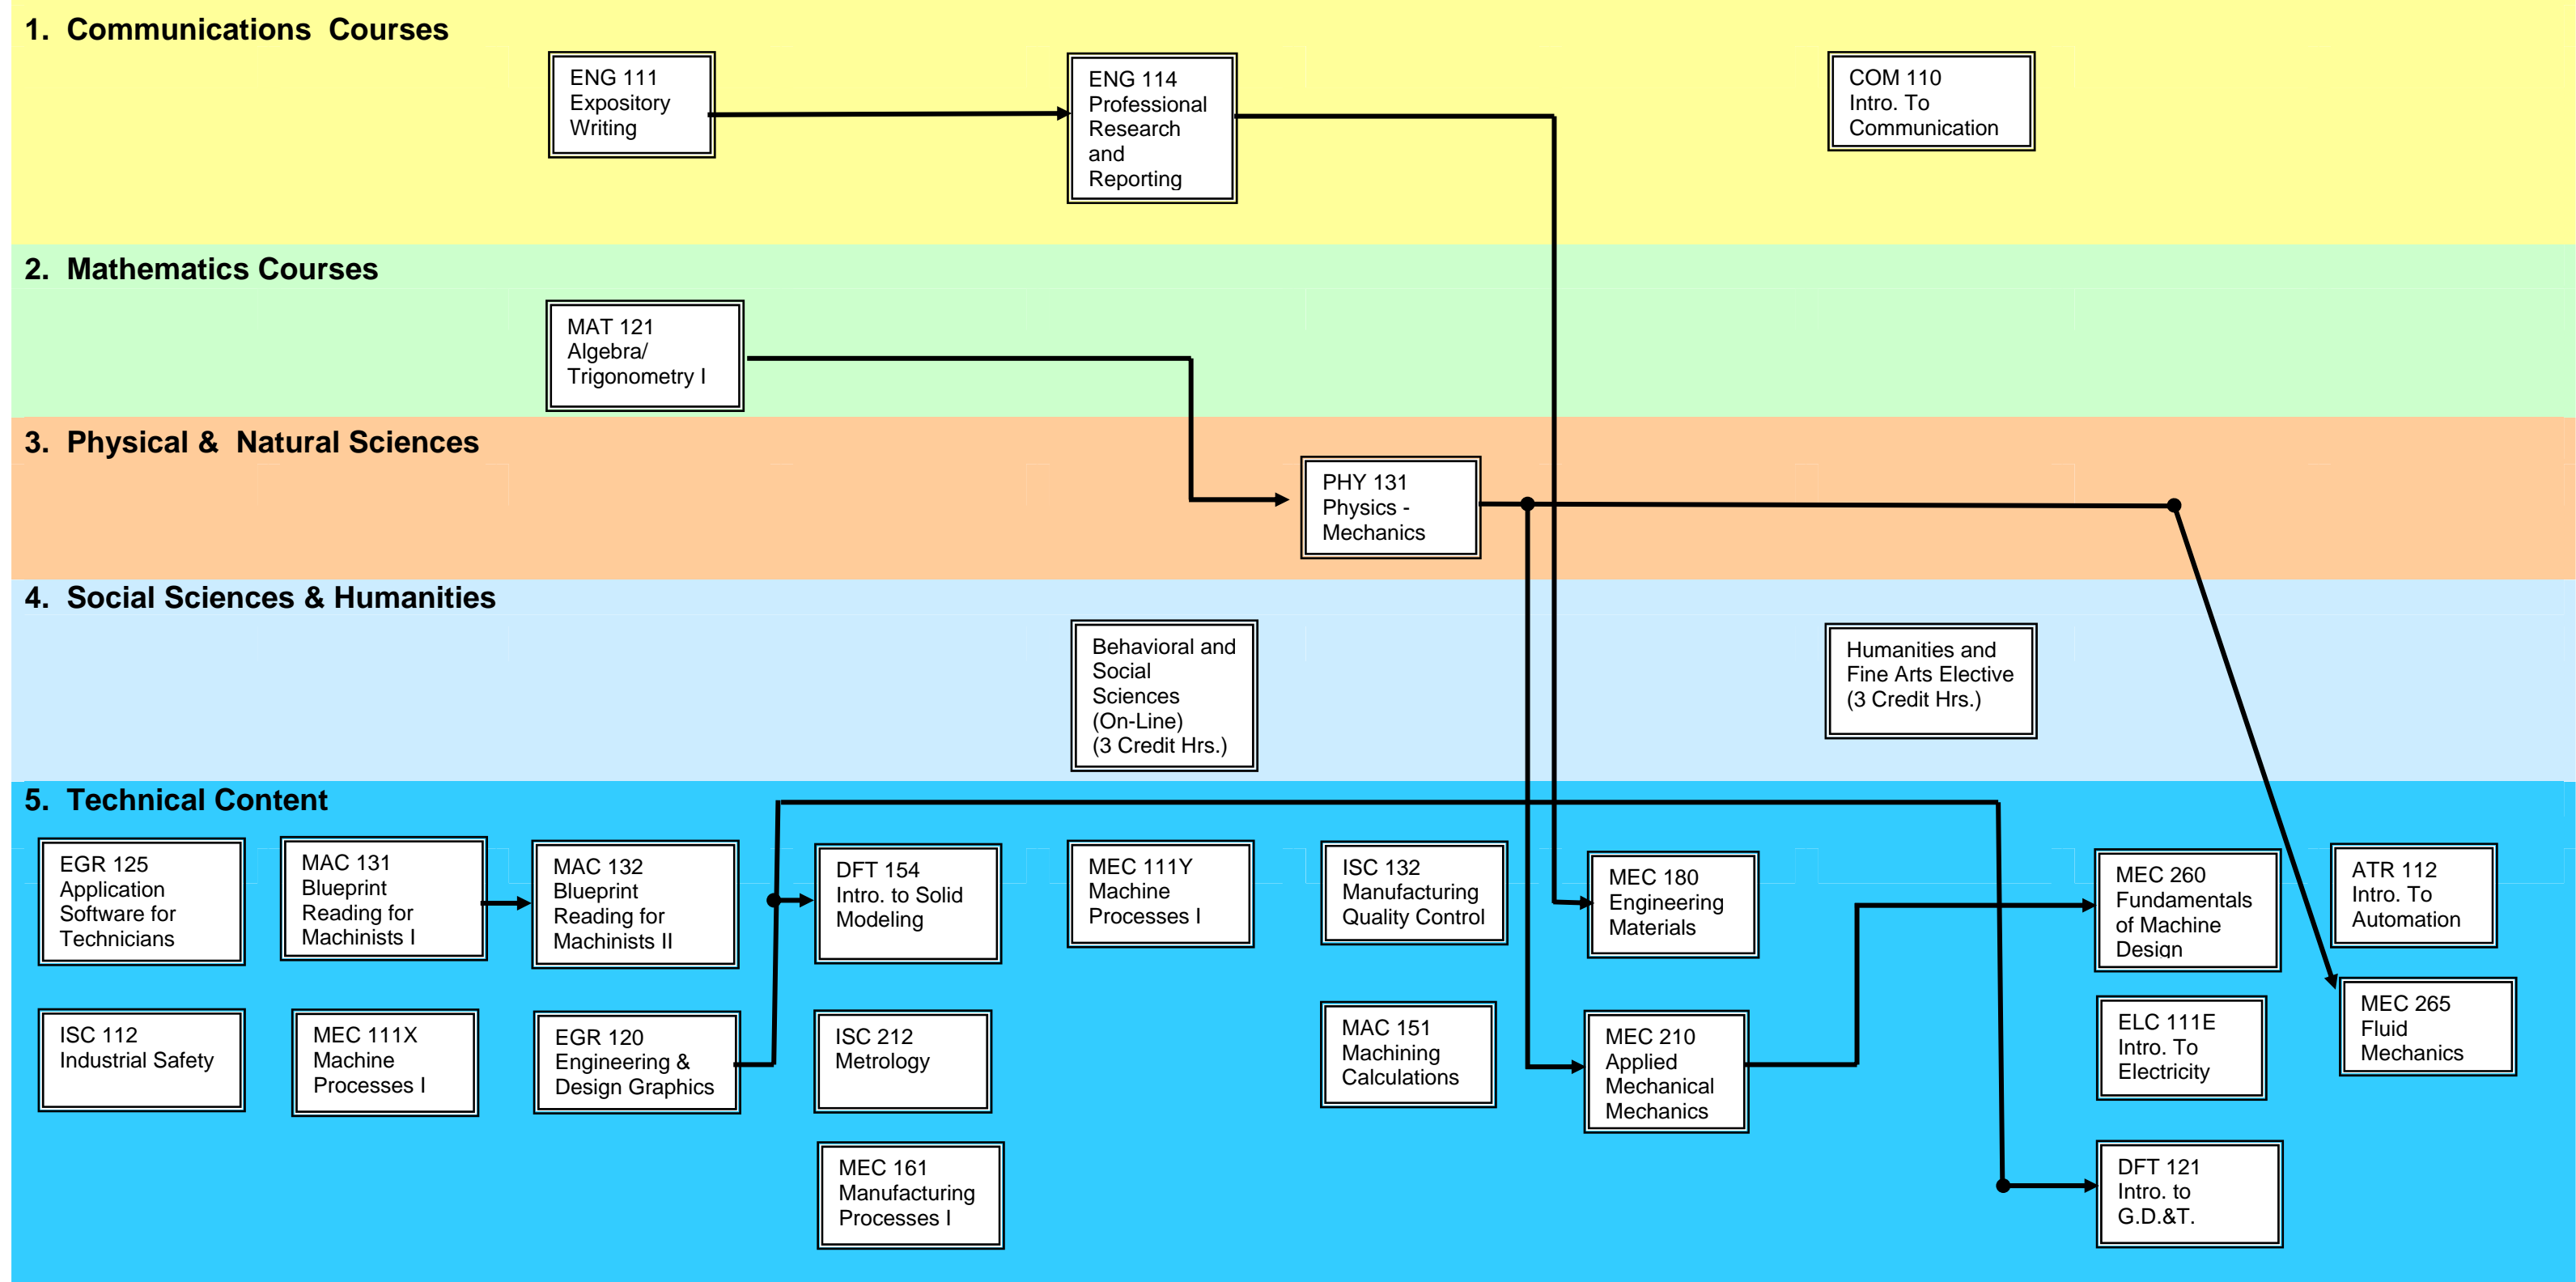 1. Communications Courses
ENG 111
Expository
Writing
ENG 114
Professional
Research
and
Reporting
COM 110
Intro. To
Communication
2. Mathematics Courses
MAT 121
Algebra/
Trigonometry I
3. Physical & Natural Sciences
PHY 131
Physics -
Mechanics
4. Social Sciences & Humanities
Behavioral and
Social
Sciences
(On-Line)
(3 Credit Hrs.)
Humanities and
Fine Arts Elective
(3 Credit Hrs.)
5. Technical Content
EGR 125
Application
Software for
Technicians
MAC 131
Blueprint
Reading for
Machinists I
MAC 132
Blueprint
Reading for
Machinists II
DFT 154
Intro. to Solid
Modeling
MEC 111Y
Machine
Processes I
ISC 132
Manufacturing
Quality Control
MEC 180
Engineering
Materials
MEC 260
Fundamentals
of Machine
Design
ATR 112
Intro. To
Automation
ISC 112
Industrial Safety
MEC 111X
Machine
Processes I
EGR 120
Engineering &
Design Graphics
ISC 212
Metrology
MAC 151
Machining
Calculations
MEC 210
Applied
Mechanical
Mechanics
ELC 111E
Intro. To
Electricity
MEC 265
Fluid
Mechanics
MEC 161
Manufacturing
Processes I
DFT 121
Intro. to
G.D.&T.